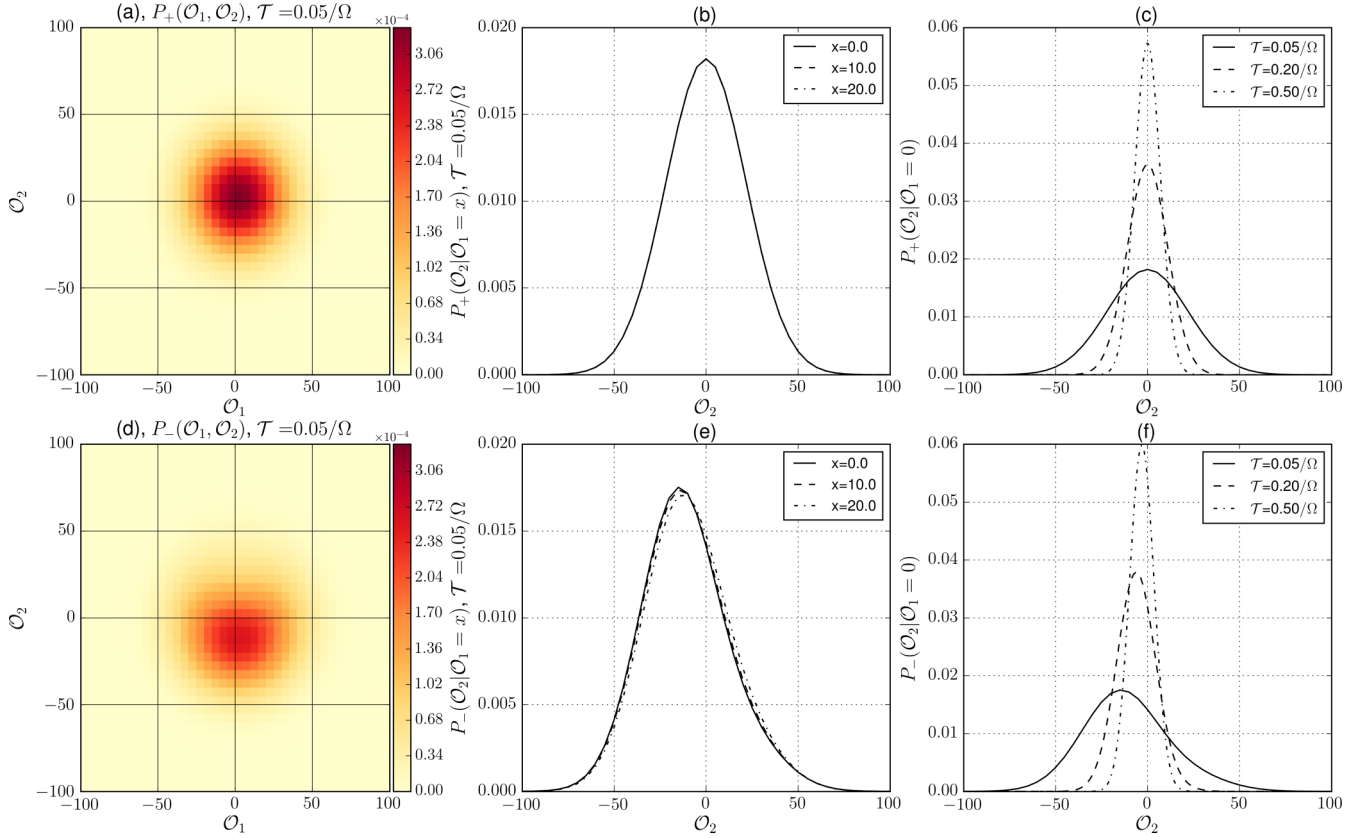 (a), P₊(𝒪₁, 𝒪₂), 𝒯 =0.05/Ω
×10⁻⁴
100
50
0
−50
−100
𝒪₂
−100 −50 0 50 100
𝒪₁
3.06
2.72
2.38
2.04
1.70
1.36
1.02
0.68
0.34
0.00
(b)
P₊(𝒪₂|𝒪₁ = x), 𝒯 =0.05/Ω
0.020
0.015
0.010
0.005
0.000
x=0.0
x=10.0
x=20.0
−100 −50 0 50 100
𝒪₂
(c)
P₊(𝒪₂|𝒪₁ = 0)
0.06
0.05
0.04
0.03
0.02
0.01
0.00
𝒯=0.05/Ω
𝒯=0.20/Ω
𝒯=0.50/Ω
−100 −50 0 50 100
𝒪₂
(d), P₋(𝒪₁, 𝒪₂), 𝒯 =0.05/Ω
×10⁻⁴
100
50
0
−50
−100
𝒪₂
−100 −50 0 50 100
𝒪₁
3.06
2.72
2.38
2.04
1.70
1.36
1.02
0.68
0.34
0.00
(e)
P₋(𝒪₂|𝒪₁ = x), 𝒯 =0.05/Ω
0.020
0.015
0.010
0.005
0.000
x=0.0
x=10.0
x=20.0
−100 −50 0 50 100
𝒪₂
(f)
P₋(𝒪₂|𝒪₁ = 0)
0.06
0.05
0.04
0.03
0.02
0.01
0.00
𝒯=0.05/Ω
𝒯=0.20/Ω
𝒯=0.50/Ω
−100 −50 0 50 100
𝒪₂